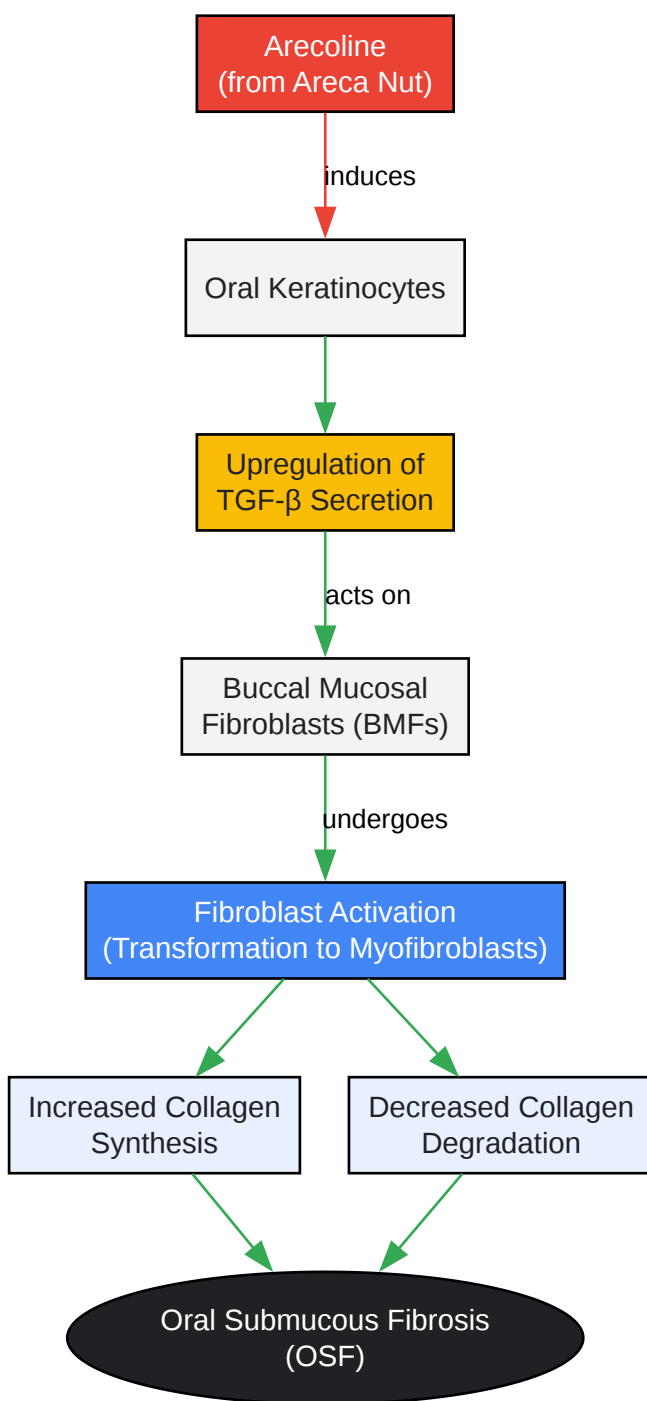 Arecoline
(from Areca Nut)
induces
Oral Keratinocytes
Upregulation of
TGF-β Secretion
acts on
Buccal Mucosal
Fibroblasts (BMFs)
undergoes
Fibroblast Activation
(Transformation to Myofibroblasts)
Increased Collagen
Synthesis
Decreased Collagen
Degradation
Oral Submucous Fibrosis
(OSF)